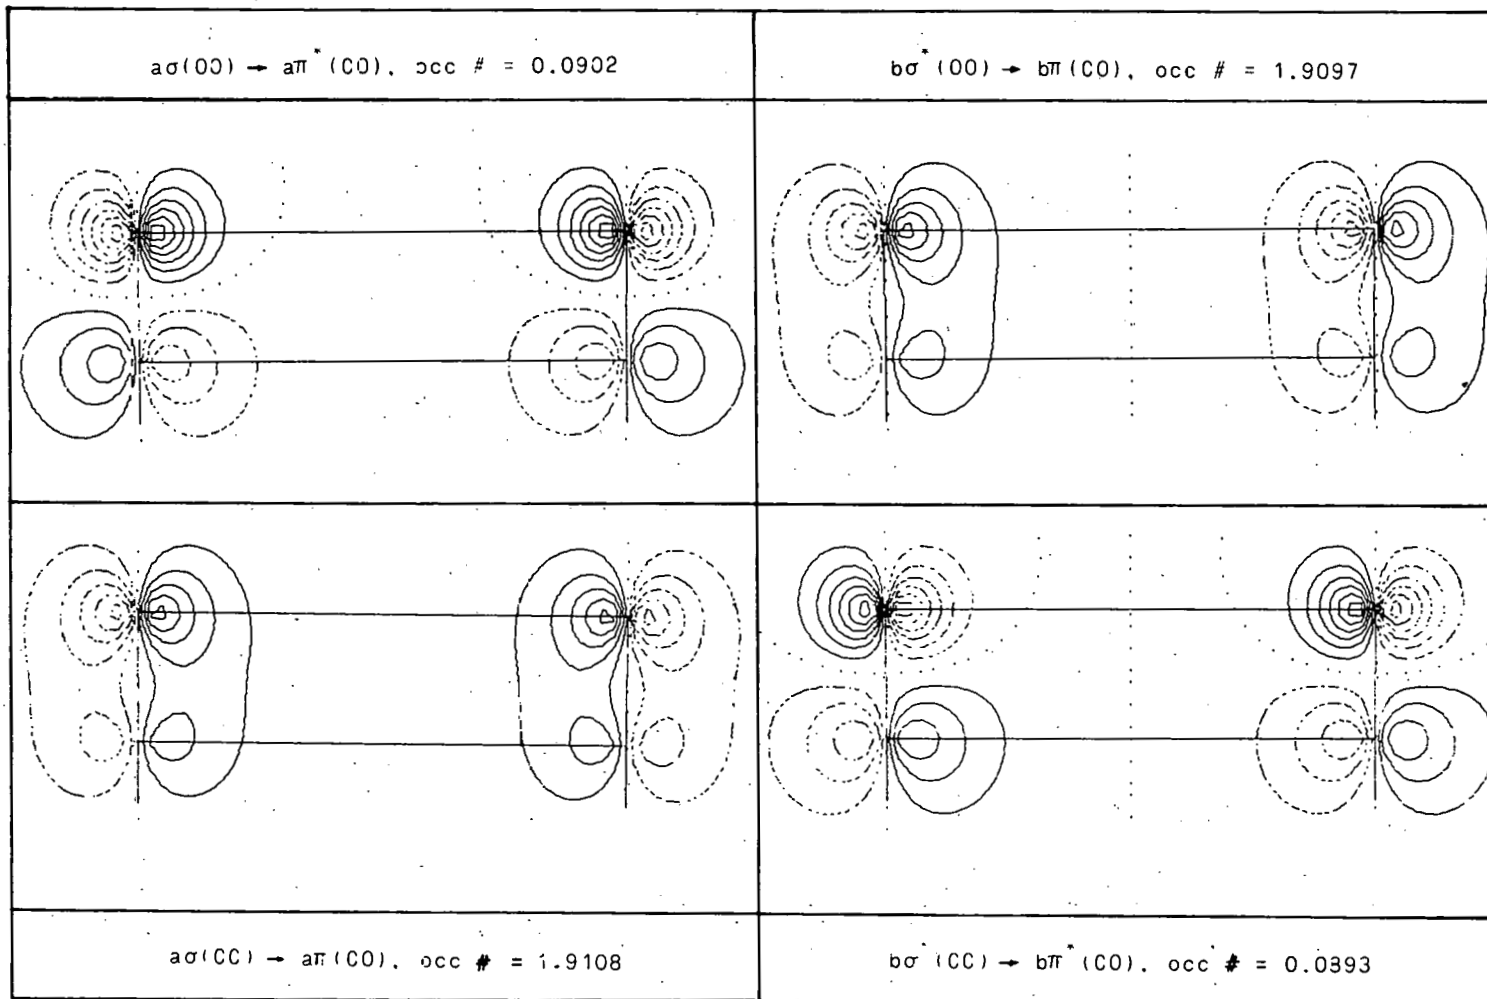 aσ(OO) → aπ*(CO), occ # = 0.0902
bσ*(OO) → bπ(CO), occ # = 1.9097
aσ(CC) → aπ(CO), occ # = 1.9108
bσ*(CC) → bπ*(CO), occ # = 0.0893